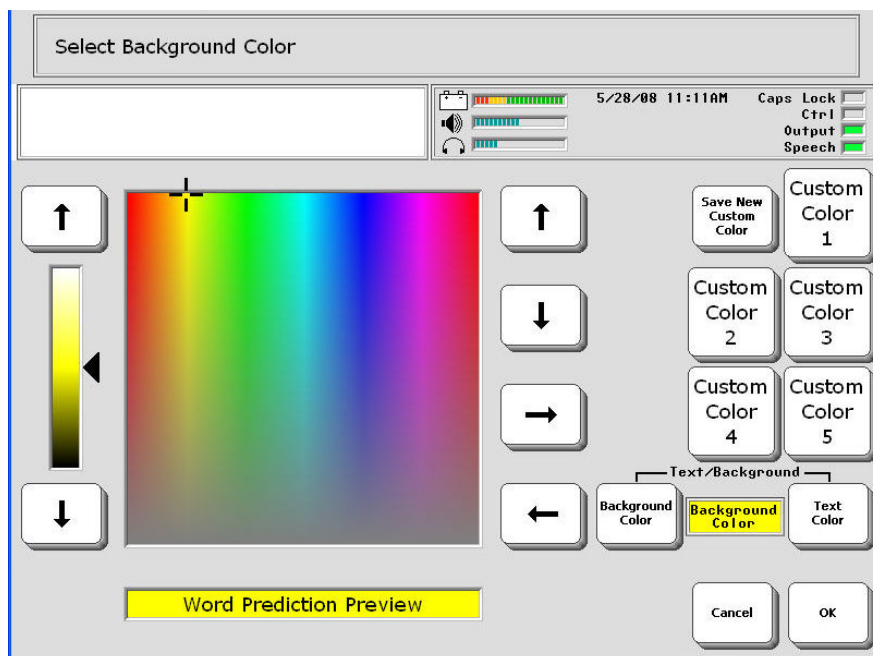 Select Background Color
5/28/08 11:11AM
Caps Lock
Ctrl
Output
Speech
Save New
Custom
Color
Custom
Color
1
Custom
Color
2
Custom
Color
3
Custom
Color
4
Custom
Color
5
Text/Background
Background
Color
Background
Color
Text
Color
Word Prediction Preview
Cancel
OK